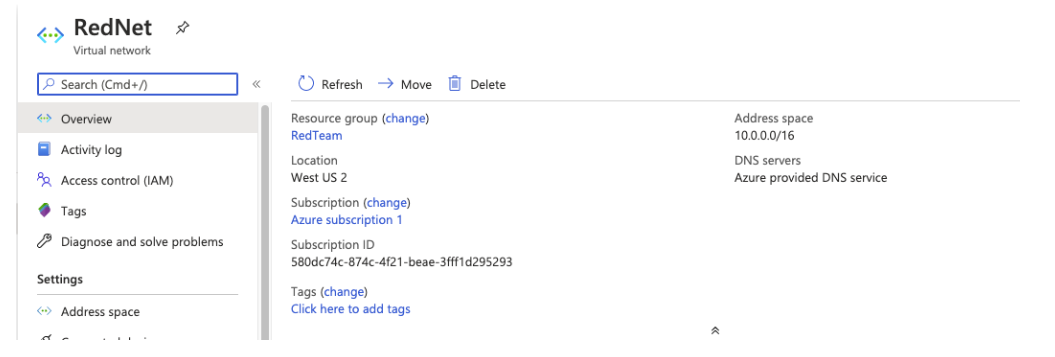 RedNet
Virtual network
Search (Cmd+/)
«
Refresh
Move
Delete
Overview
Activity log
Access control (IAM)
Tags
Diagnose and solve problems
Settings
Address space
Resource group (change)
RedTeam
Location
West US 2
Subscription (change)
Azure subscription 1
Subscription ID
580dc74c-874c-4f21-beae-3fff1d295293
Tags (change)
Click here to add tags
Address space
10.0.0.0/16
DNS servers
Azure provided DNS service